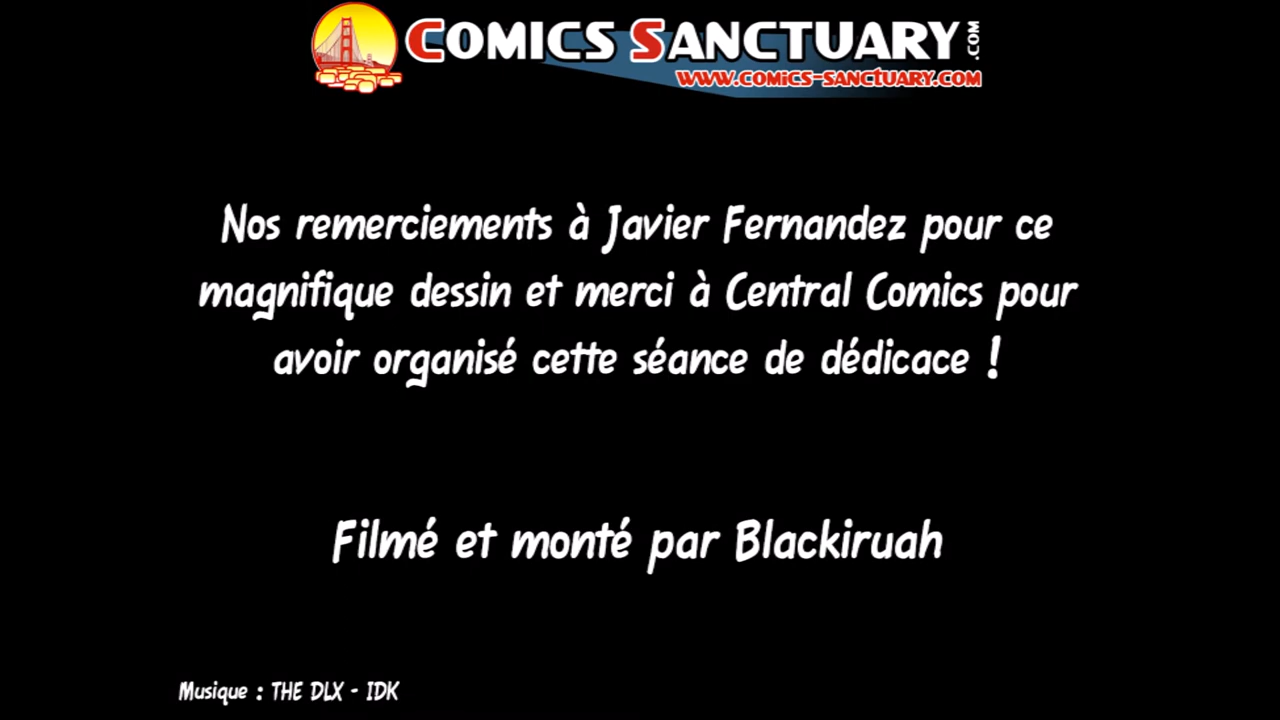 COMICS SANCTUARY.COM
WWW.COMICS-SANCTUARY.COM
Nos remerciements à Javier Fernandez pour ce
magnifique dessin et merci à Central Comics pour
avoir organisé cette séance de dédicace !
Filmé et monté par Blackiruah
Musique : THE DLX - IDK